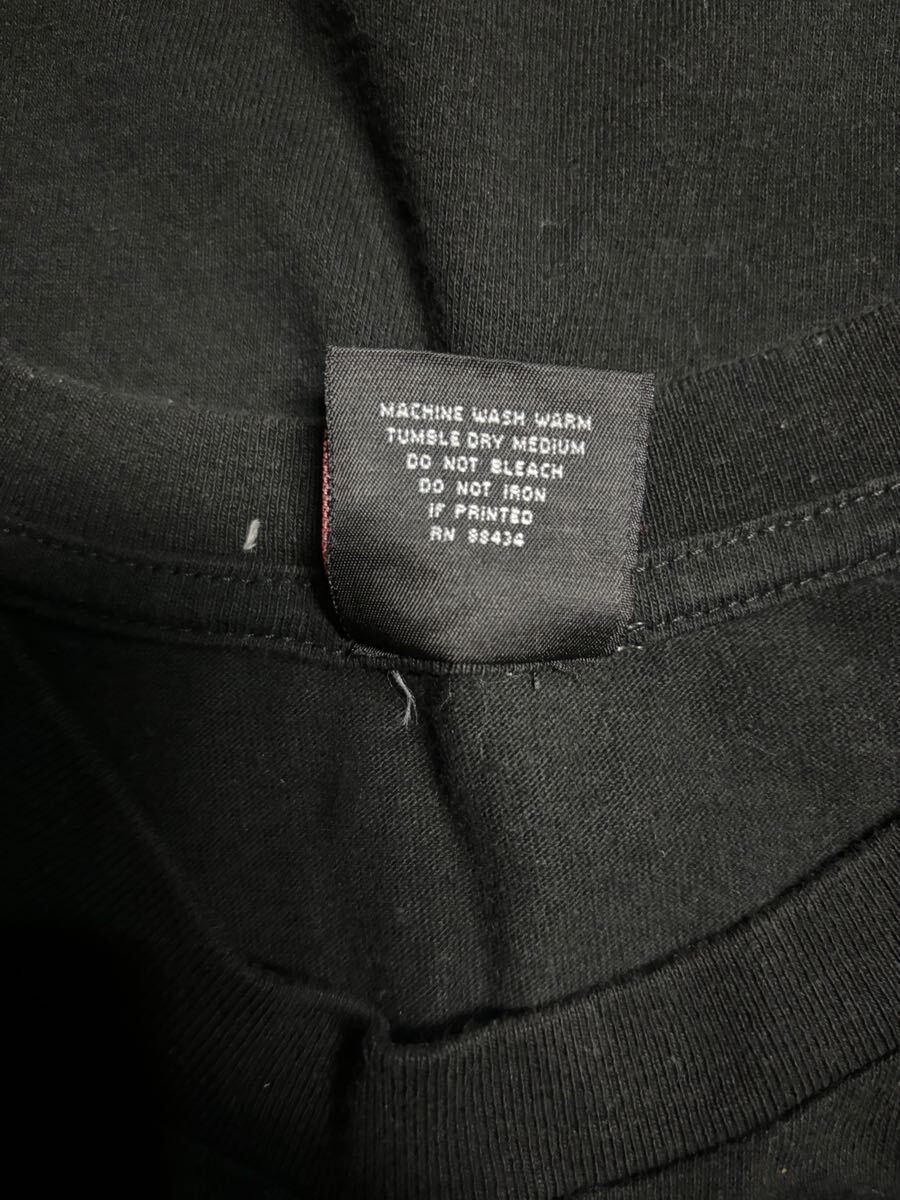 MACHINE WASH WARM
TUMBLE DRY MEDIUM
DO NOT BLEACH
DO NOT IRON
IF PRINTED
RN 88434